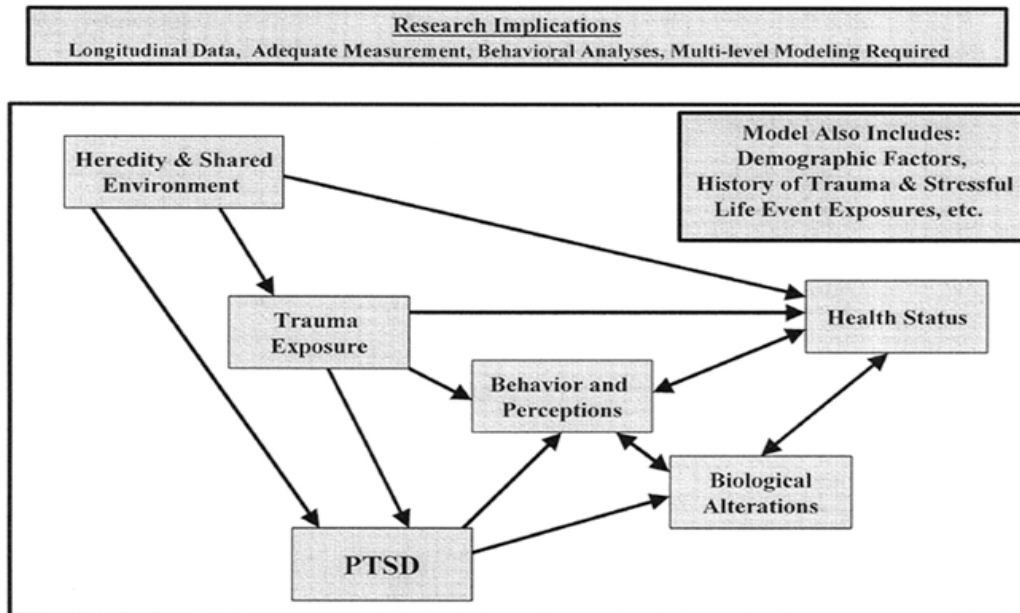 Research Implications
Longitudinal Data, Adequate Measurement, Behavioral Analyses, Multi-level Modeling Required
Heredity & Shared
Environment
Model Also Includes:
Demographic Factors,
History of Trauma & Stressful
Life Event Exposures, etc.
Trauma
Exposure
Health Status
Behavior and
Perceptions
Biological
Alterations
PTSD